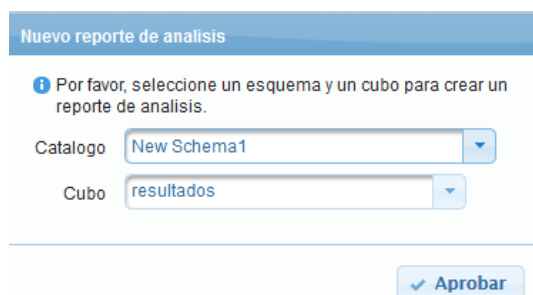 Nuevo reporte de analisis
Por favor, seleccione un esquema y un cubo para crear un
reporte de analisis.
Catalogo New Schema1
Cubo resultados
Aprobar